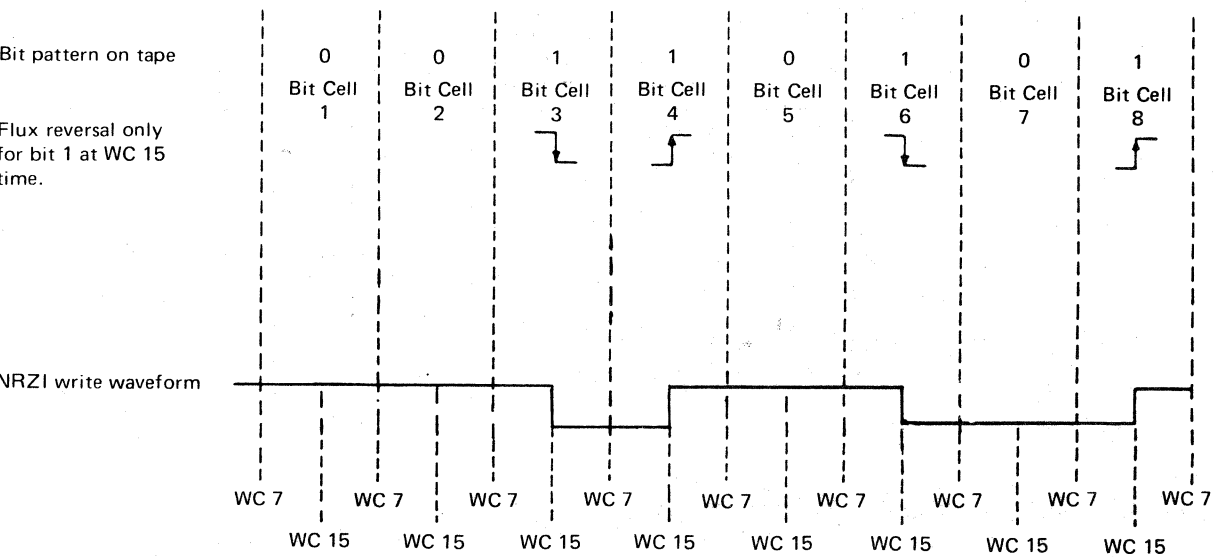 Bit pattern on tape
0 0 1 1 0 1 0 1
Bit Cell Bit Cell Bit Cell Bit Cell Bit Cell Bit Cell Bit Cell Bit Cell
1 2 3 4 5 6 7 8
Flux reversal only
for bit 1 at WC 15
time.
NRZI write waveform
WC 7 WC 7 WC 7 WC 7 WC 7 WC 7 WC 7 WC 7 WC 7
WC 15 WC 15 WC 15 WC 15 WC 15 WC 15 WC 15 WC 15